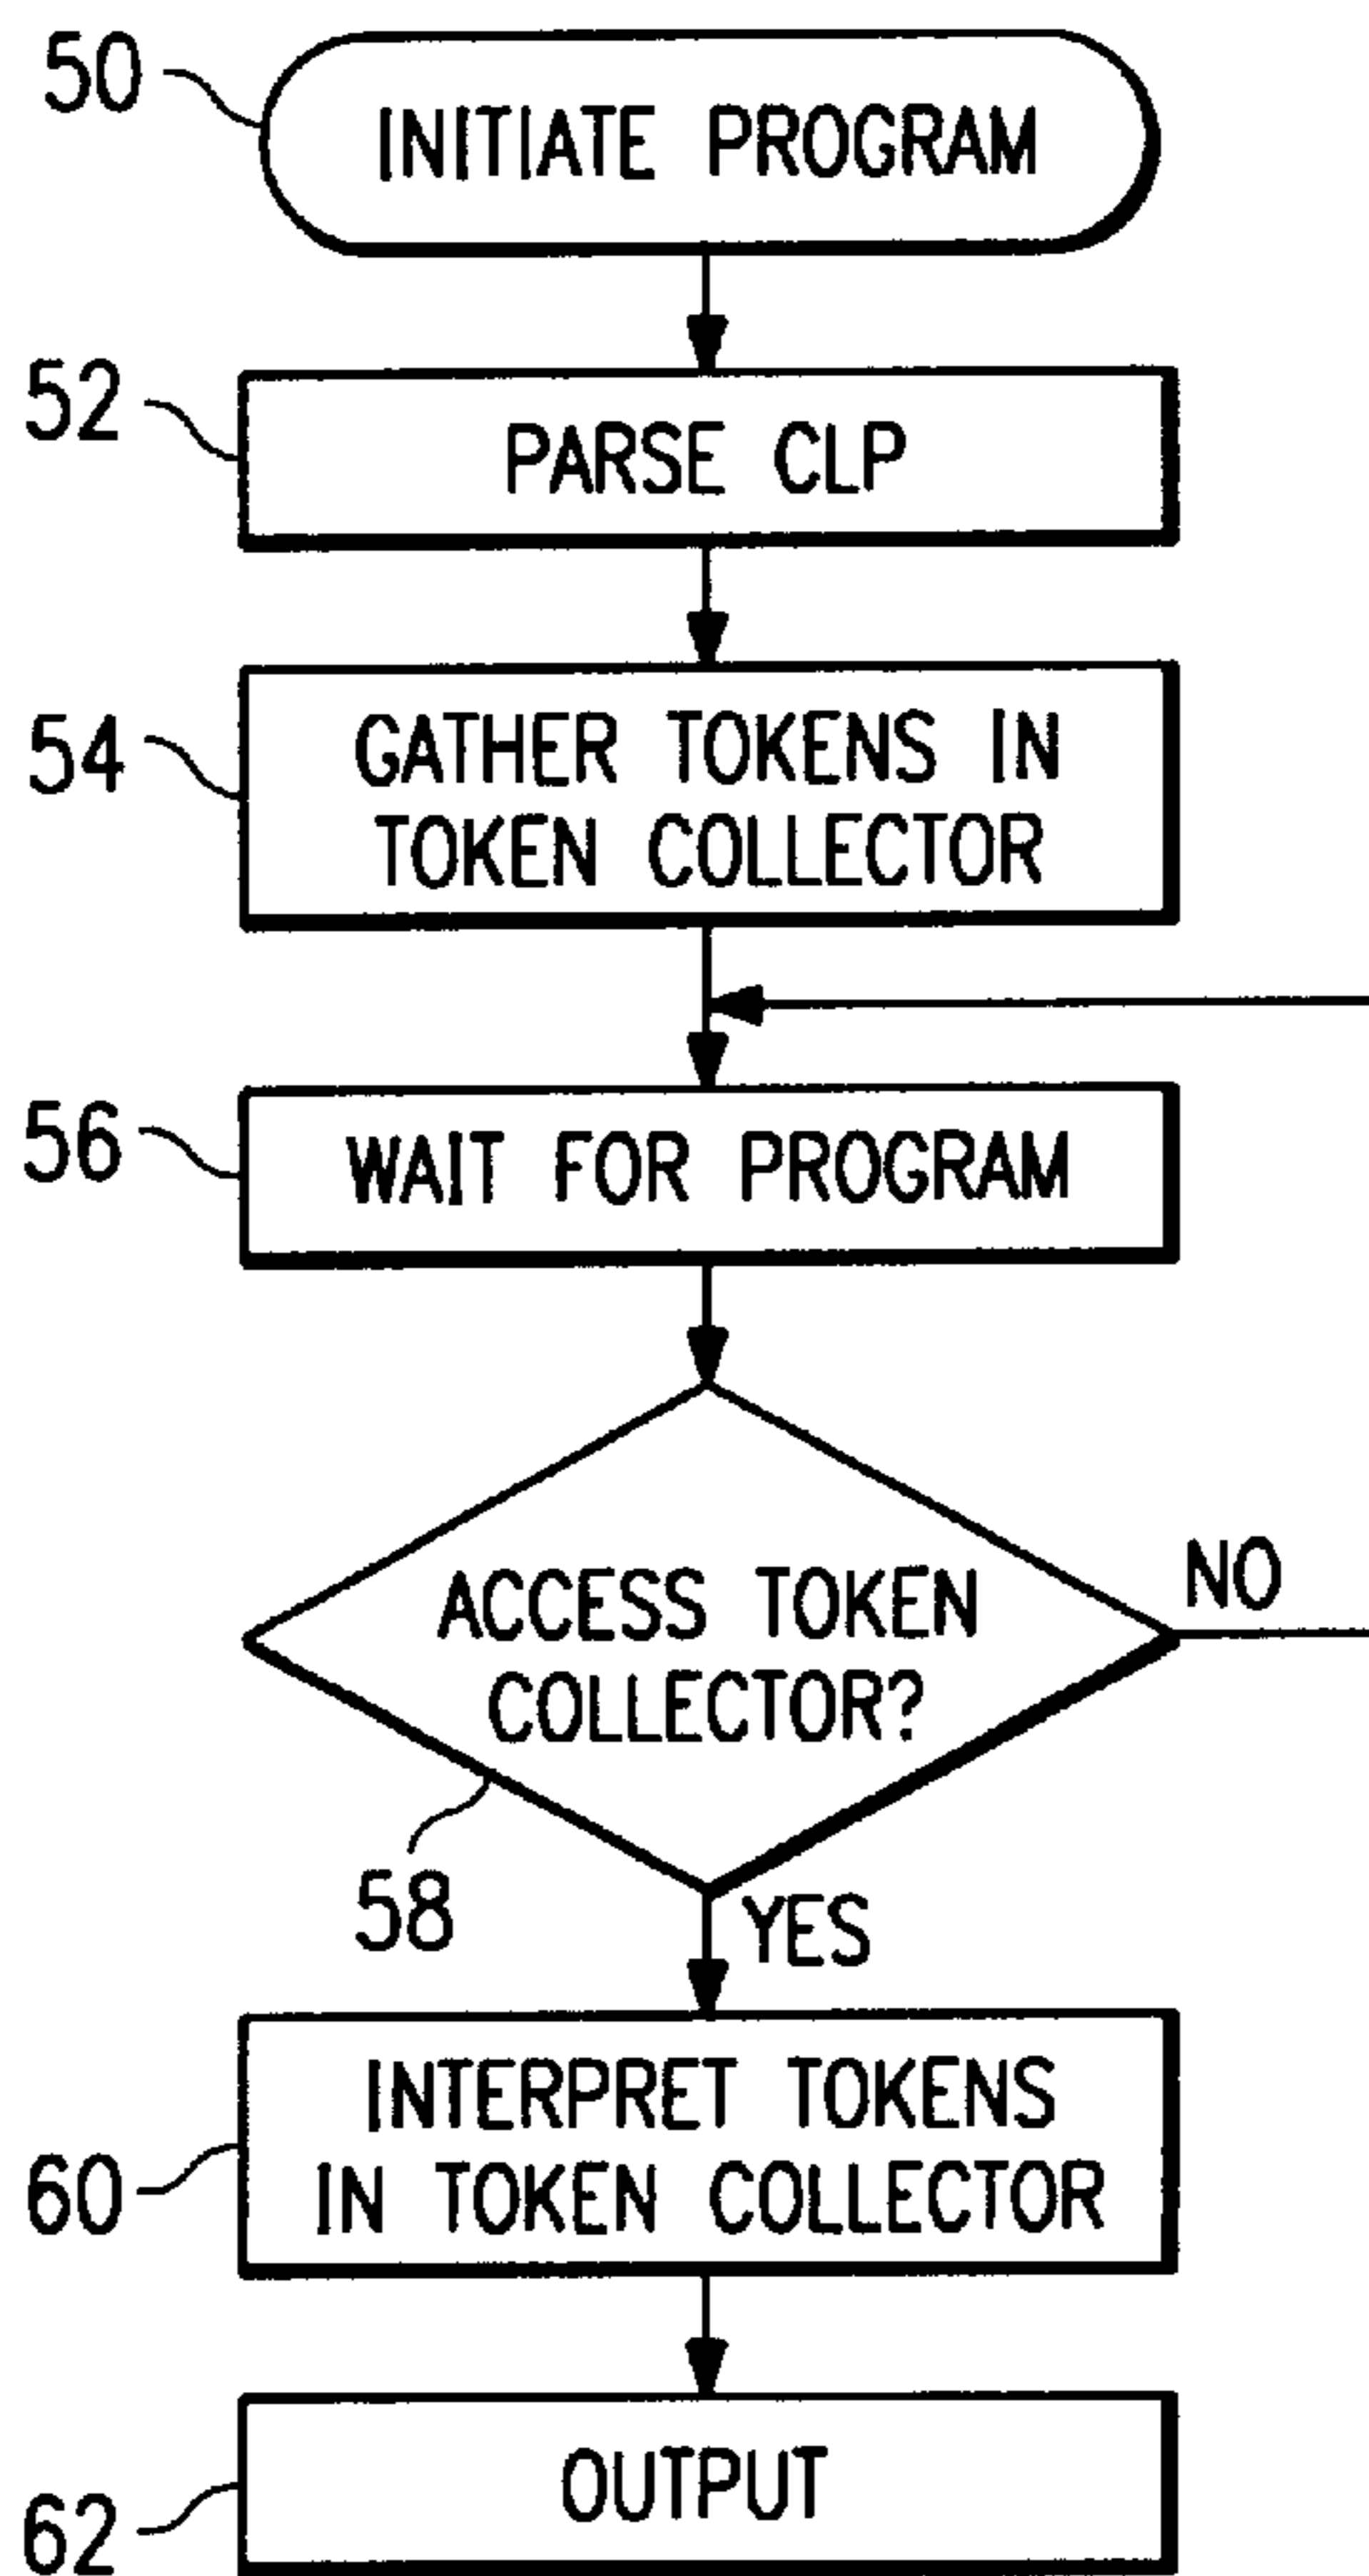 50
INITIATE PROGRAM
52
PARSE CLP
54
GATHER TOKENS IN
TOKEN COLLECTOR
56
WAIT FOR PROGRAM
ACCESS TOKEN
COLLECTOR?
NO
58
YES
INTERPRET TOKENS
IN TOKEN COLLECTOR
60
OUTPUT
62